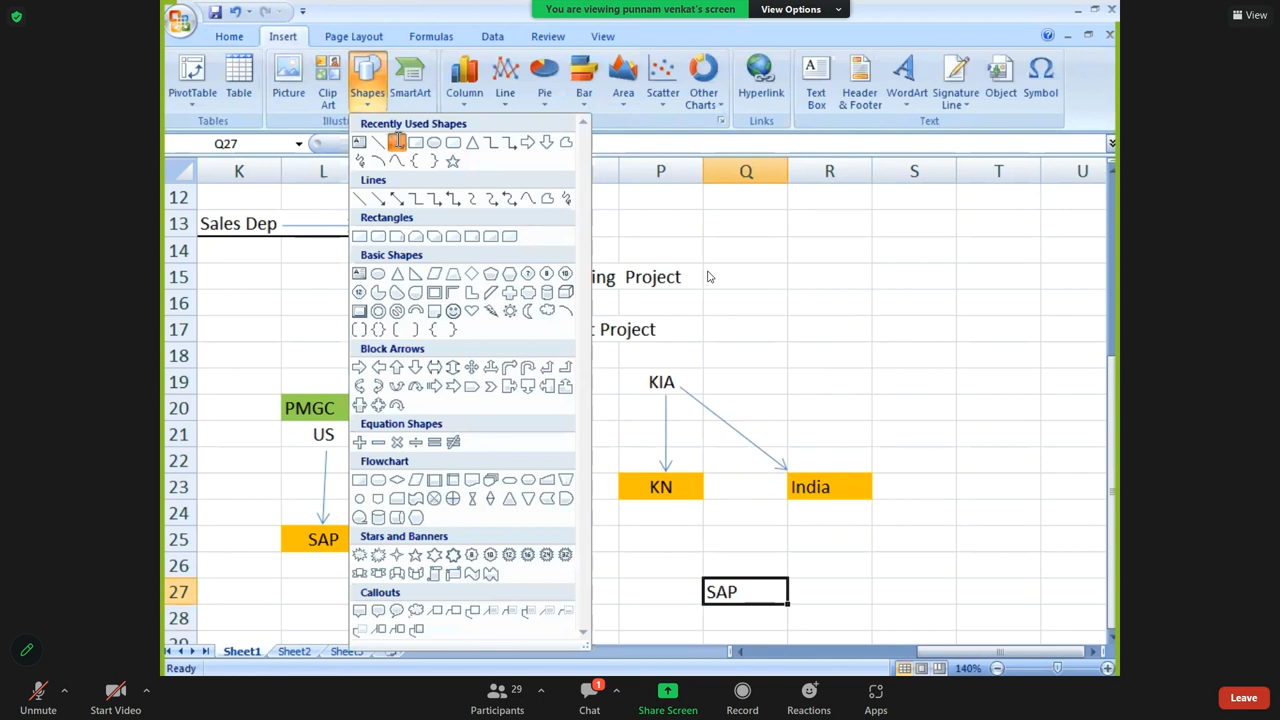 You are viewing punnam venkat's screen
View Options
View
Home
Insert
Page Layout
Formulas
Data
Review
View
PivotTable
Table
Picture
Clip Art
Shapes
SmartArt
Column
Line
Pie
Bar
Area
Scatter
Other Charts
Hyperlink
Text Box
Header & Footer
WordArt
Signature Line
Object
Symbol
Tables
Illust
Links
Text
Q27
Recently Used Shapes
Lines
Rectangles
Basic Shapes
Block Arrows
Equation Shapes
Flowchart
Stars and Banners
Callouts
K L P Q R S T U
12
13 Sales Dep
14
15 ing Project
16
17 t Project
18
19 KIA
20 PMGC
21 US
22
23 KN India
24
25 SAP
26
27 SAP
28
29
Sheet1 Sheet2
Ready
140%
Unmute
Start Video
29
Participants
1
Chat
Share Screen
Record
Reactions
Apps
Leave